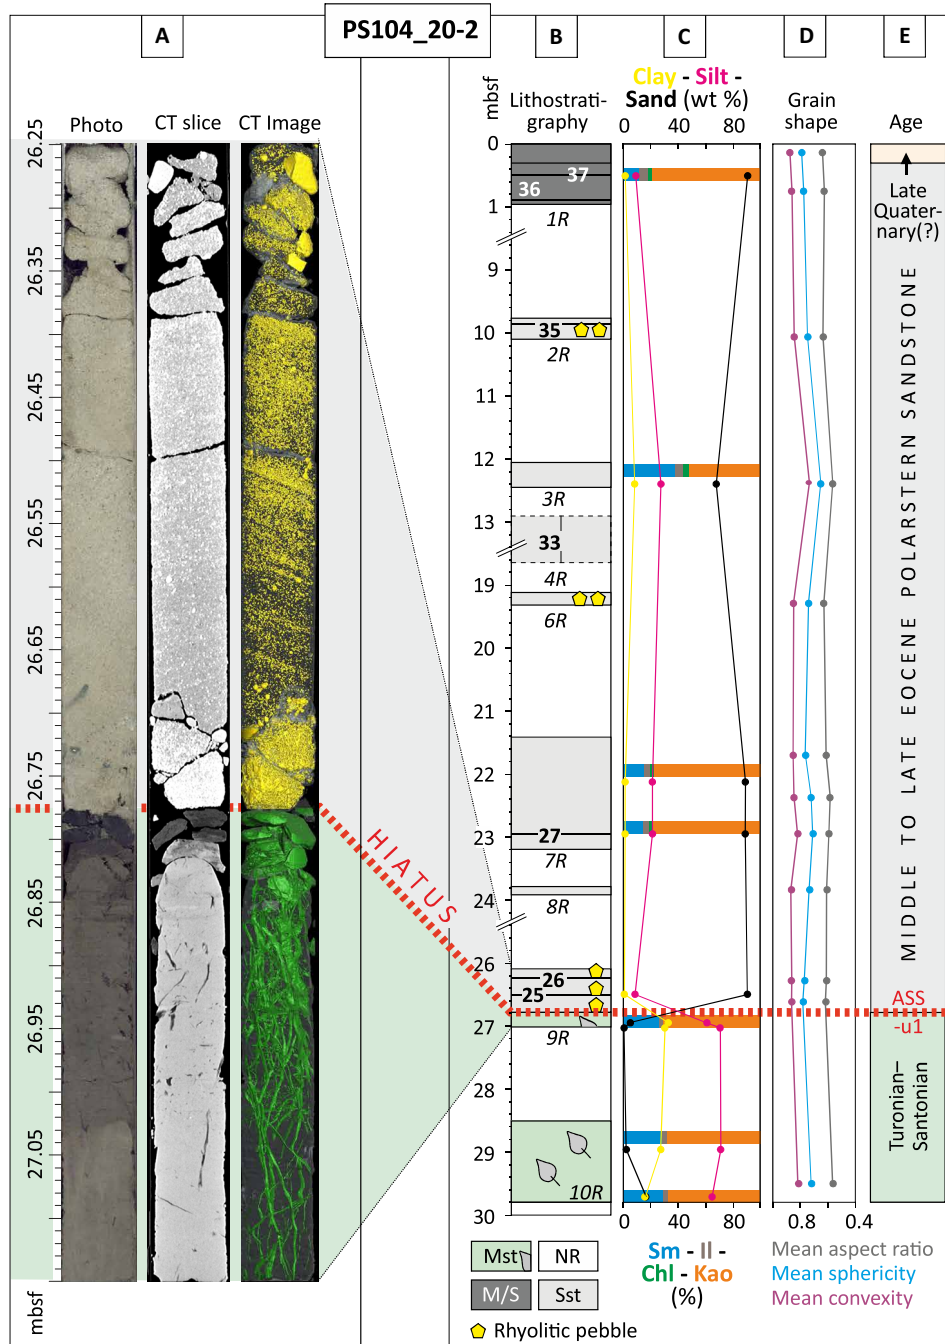 PS104_20-2
A
B
C
D
E
Photo
CT slice
CT Image
mbsf
Lithostrati-
graphy
Clay - Silt -
Sand (wt %)
0 40 80
Grain
shape
Age
26.25
26.35
26.45
26.55
26.65
26.75
26.85
26.95
27.05
mbsf
HIATUS
0
1
9
10
11
12
13
19
20
21
22
23
24
26
27
28
29
30
37
36
1R
35
2R
3R
33
4R
6R
27
7R
8R
26
25
9R
10R
Late
Quater-
nary(?)
MIDDLE TO LATE EOCENE POLARSTERN SANDSTONE
ASS
-u1
Turonian–
Santonian
0 40 80
0.8 0.4
Mst NR
M/S Sst
Rhyolitic pebble
Sm - Il -
Chl - Kao
(%)
Mean aspect ratio
Mean sphericity
Mean convexity